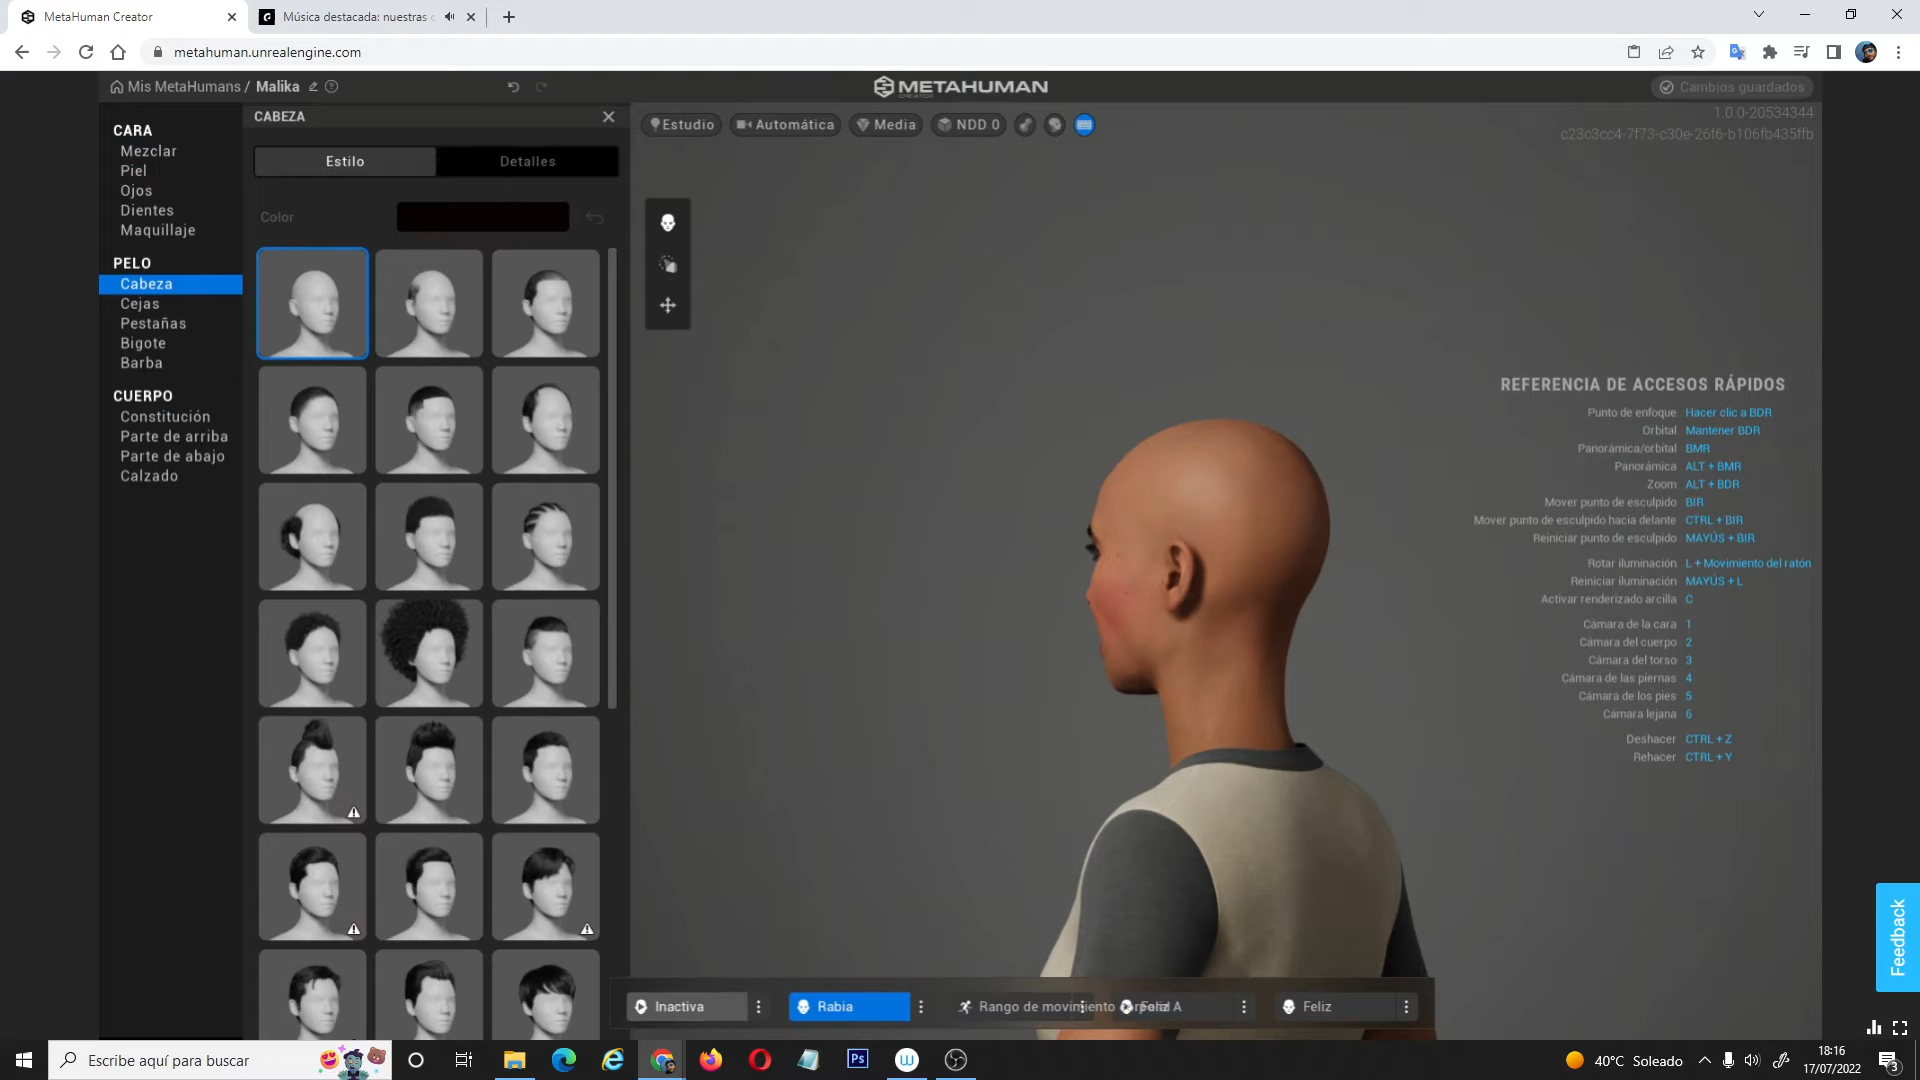 MetaHuman Creator
Música destacada: nuestras c
metahuman.unrealengine.com
Mis MetaHumans / Malika
METAHUMAN
CREATOR
Cambios guardados
1.0.0-20534344
c23c3cc4-7f73-c30e-26f6-b106fb435ffb
CARA
Mezclar
Piel
Ojos
Dientes
Maquillaje
PELO
Cabeza
Cejas
Pestañas
Bigote
Barba
CUERPO
Constitución
Parte de arriba
Parte de abajo
Calzado
CABEZA
Estilo
Detalles
Color
Estudio
Automática
Media
NDD 0
REFERENCIA DE ACCESOS RÁPIDOS
Punto de enfoque Hacer clic a BDR
Orbital Mantener BDR
Panorámica/orbital BMR
Panorámica ALT + BMR
Zoom ALT + BDR
Mover punto de esculpido BIR
Mover punto de esculpido hacia delante CTRL + BIR
Reiniciar punto de esculpido MAYÚS + BIR
Rotar iluminación L + Movimiento del ratón
Reiniciar iluminación MAYÚS + L
Activar renderizado arcilla C
Cámara de la cara 1
Cámara del cuerpo 2
Cámara del torso 3
Cámara de las piernas 4
Cámara de los pies 5
Cámara lejana 6
Deshacer CTRL + Z
Rehacer CTRL + Y
Inactiva
Rabia
Rango de movimiento
Feliz A
Feliz
Feedback
Escribe aquí para buscar
Ps
40°C Soleado
18:16
17/07/2022
3